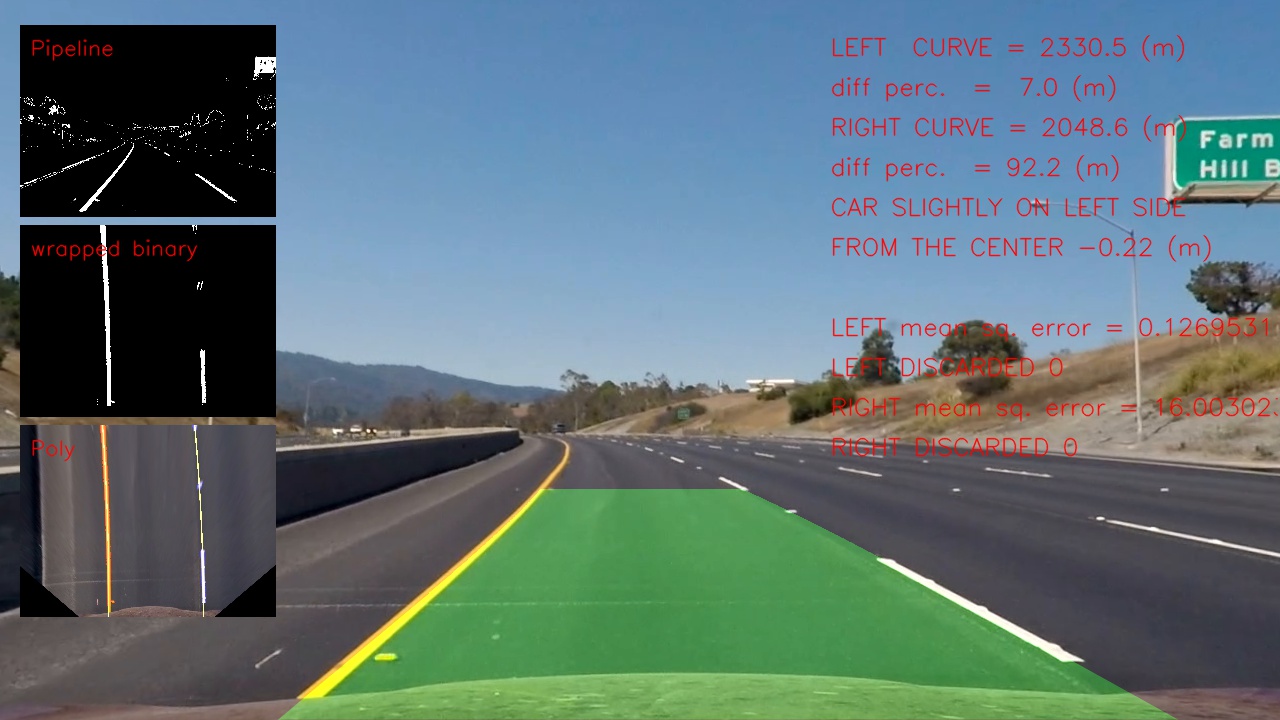 Pipeline
wrapped binary
Poly
LEFT CURVE = 2330.5 (m)
diff perc. = 7.0 (m)
RIGHT CURVE = 2048.6 (m)
diff perc. = 92.2 (m)
CAR SLIGHTLY ON LEFT SIDE
FROM THE CENTER -0.22 (m)
LEFT mean sq. error = 0.1269531
LEFT DISCARDED 0
RIGHT mean sq. error = 16.00302
RIGHT DISCARDED 0
Farm
Hill B